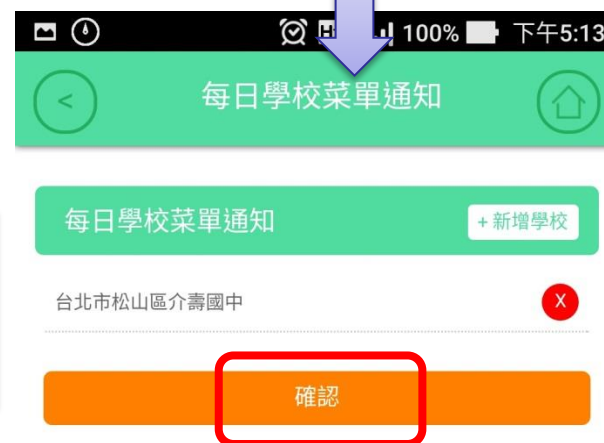 100% 下午5:13
< 每日學校菜單通知
每日學校菜單通知 +新增學校
台北市松山區介壽國中 X
確認